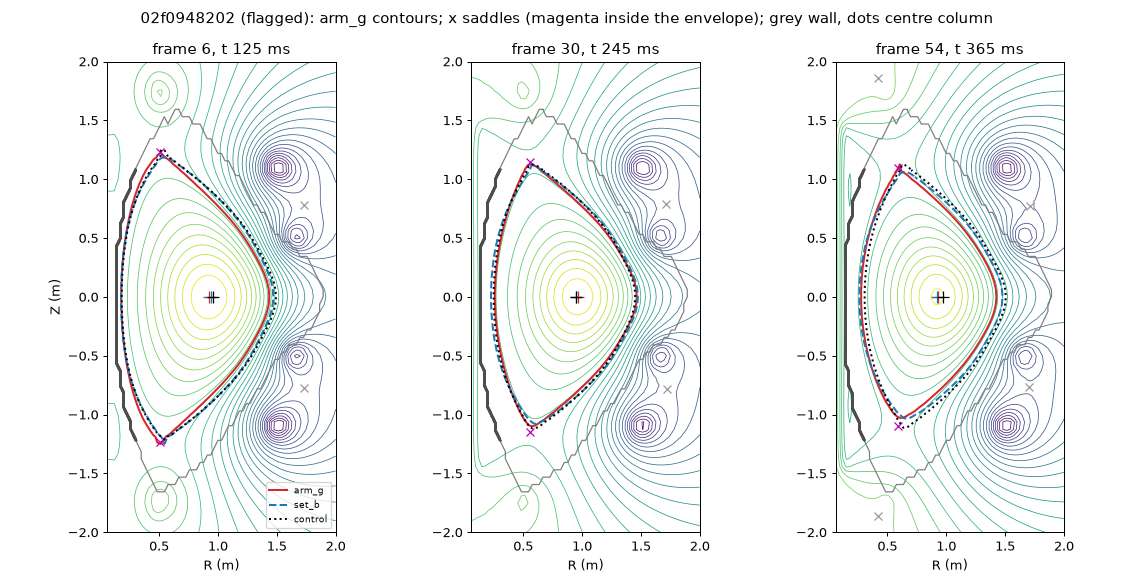 02f0948202 (flagged): arm_g contours; x saddles (magenta inside the envelope); grey wall, dots centre column
frame 6, t 125 ms
frame 30, t 245 ms
frame 54, t 365 ms
2.0
1.5
1.0
0.5
0.0
−0.5
−1.0
−1.5
−2.0
Z (m)
2.0
1.5
1.0
0.5
0.0
−0.5
−1.0
−1.5
−2.0
2.0
1.5
1.0
0.5
0.0
−0.5
−1.0
−1.5
−2.0
arm_g
set_b
control
0.5 1.0 1.5 2.0
0.5 1.0 1.5 2.0
0.5 1.0 1.5 2.0
R (m)
R (m)
R (m)